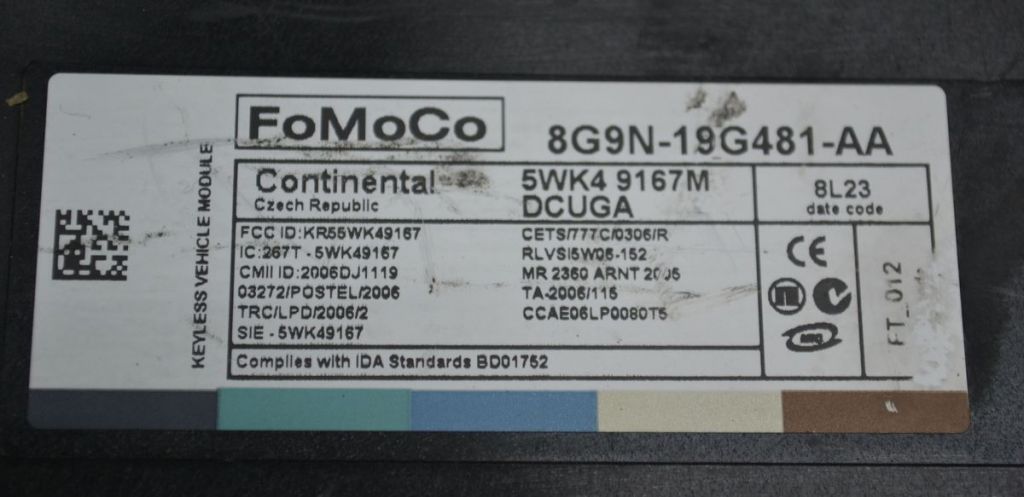 FoMoCo
8G9N-19G481-AA
KEYLESS VEHICLE MODULE
Continental
Czech Republic
5WK4 9167M
DCUGA
8L23
date code
FCC ID:KR55WK49167
IC:267T - 5WK49167
CMII ID:2006DJ1119
03272/POSTEL/2006
TRC/LPD/2006/2
SIE - 5WK49167
CETS/777C/0306/R
RLVSI5W06-152
MR 2360 ARNT
TA-2006/115
CCAE06LP0080T5
CE
FT_012
Complies with IDA Standards BD01752